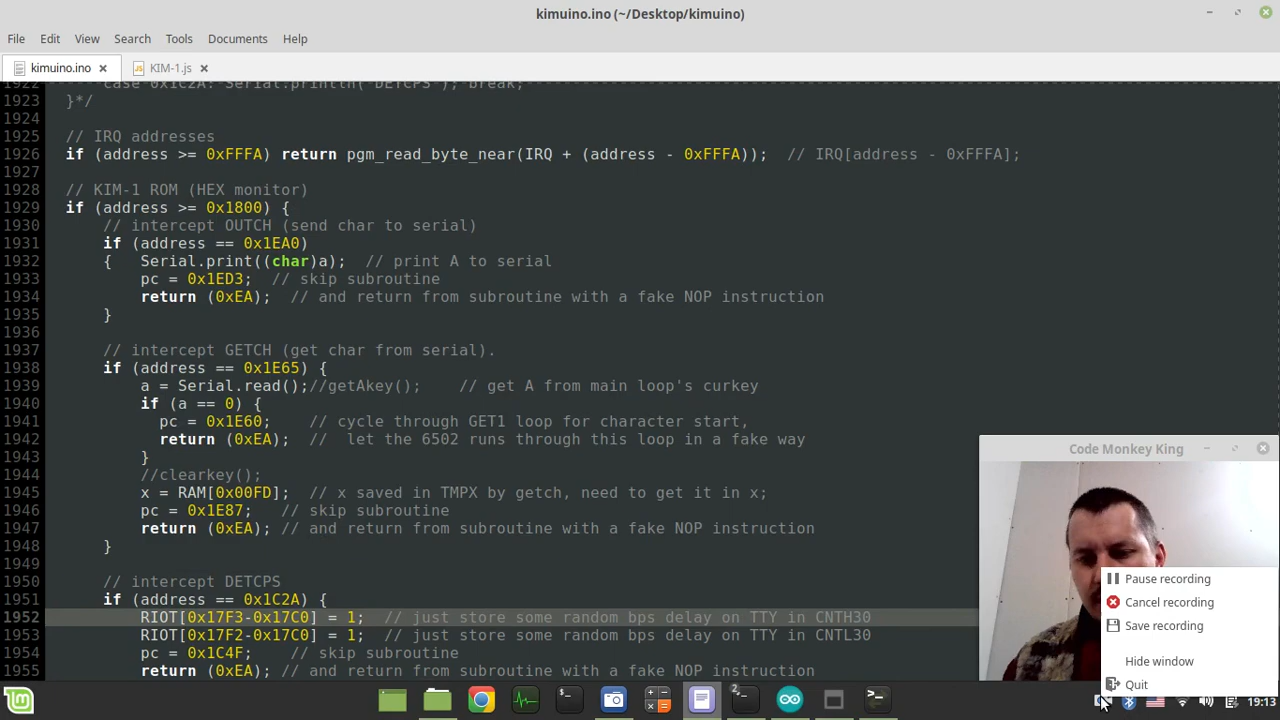 kimuino.ino (~/Desktop/kimuino)
File Edit View Search Tools Documents Help
kimuino.ino KIM-1.js
1922 case 0x1C2A: Serial.println("DETCPS"); break;
1923 }*/
1924
1925 // IRQ addresses
1926 if (address >= 0xFFFA) return pgm_read_byte_near(IRQ + (address - 0xFFFA)); // IRQ[address - 0xFFFA];
1927
1928 // KIM-1 ROM (HEX monitor)
1929 if (address >= 0x1800) {
1930 // intercept OUTCH (send char to serial)
1931 if (address == 0x1EA0)
1932 { Serial.print((char)a); // print A to serial
1933 pc = 0x1ED3; // skip subroutine
1934 return (0xEA); // and return from subroutine with a fake NOP instruction
1935 }
1936
1937 // intercept GETCH (get char from serial).
1938 if (address == 0x1E65) {
1939 a = Serial.read();//getAkey(); // get A from main loop's curkey
1940 if (a == 0) {
1941 pc = 0x1E60; // cycle through GET1 loop for character start,
1942 return (0xEA); // let the 6502 runs through this loop in a fake way
1943 }
1944 //clearkey();
1945 x = RAM[0x00FD]; // x saved in TMPX by getch, need to get it in x;
1946 pc = 0x1E87; // skip subroutine
1947 return (0xEA); // and return from subroutine with a fake NOP instruction
1948 }
1949
1950 // intercept DETCPS
1951 if (address == 0x1C2A) {
1952 RIOT[0x17F3-0x17C0] = 1; // just store some random bps delay on TTY in CNTH30
1953 RIOT[0x17F2-0x17C0] = 1; // just store some random bps delay on TTY in CNTL30
1954 pc = 0x1C4F; // skip subroutine
1955 return (0xEA); // and return from subroutine with a fake NOP instruction
Code Monkey King
Pause recording
Cancel recording
Save recording
Hide window
Quit
19:13